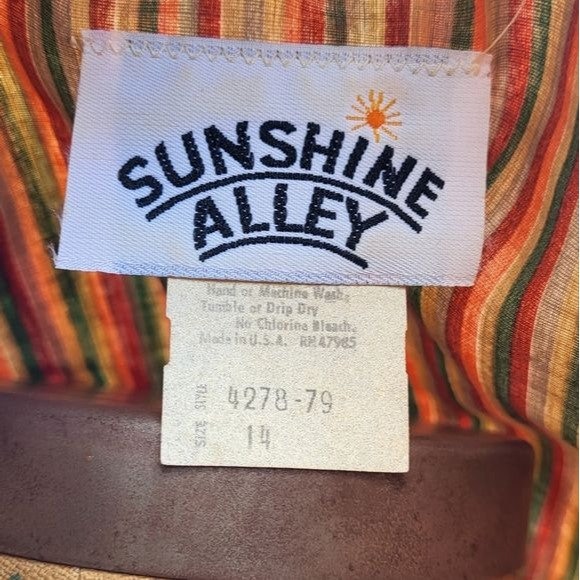 SUNSHINE
ALLEY
Hand or Machine Wash,
Tumble or Drip Dry
No Chlorine Bleach,
Made in U.S.A. RN 47985
STYLE 4278-79
SIZE 14